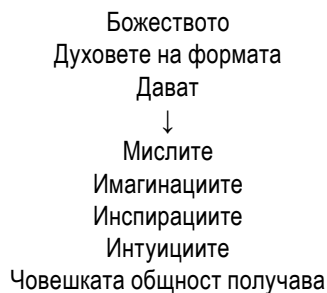 Божеството
Духовете на формата
Дават
↓
Мислите
Имагинациите
Инспирациите
Интуициите
Човешката общност получава